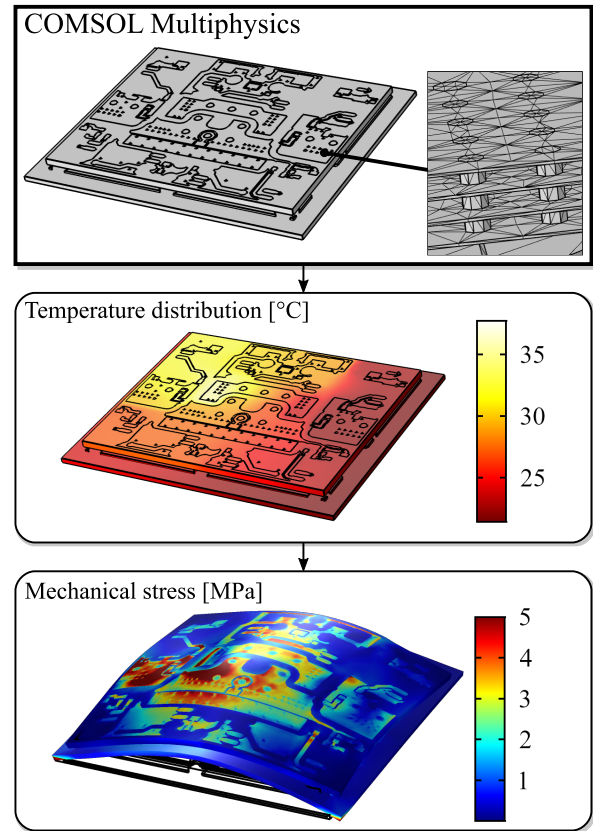 COMSOL Multiphysics
Temperature distribution [°C]
35
30
25
Mechanical stress [MPa]
5
4
3
2
1